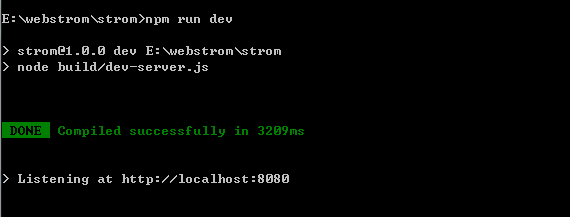 E:\webstrom\strom>npm run dev
> strom@1.0.0 dev E:\webstrom\strom
> node build/dev-server.js
DONE Compiled successfully in 3209ms
> Listening at http://localhost:8080